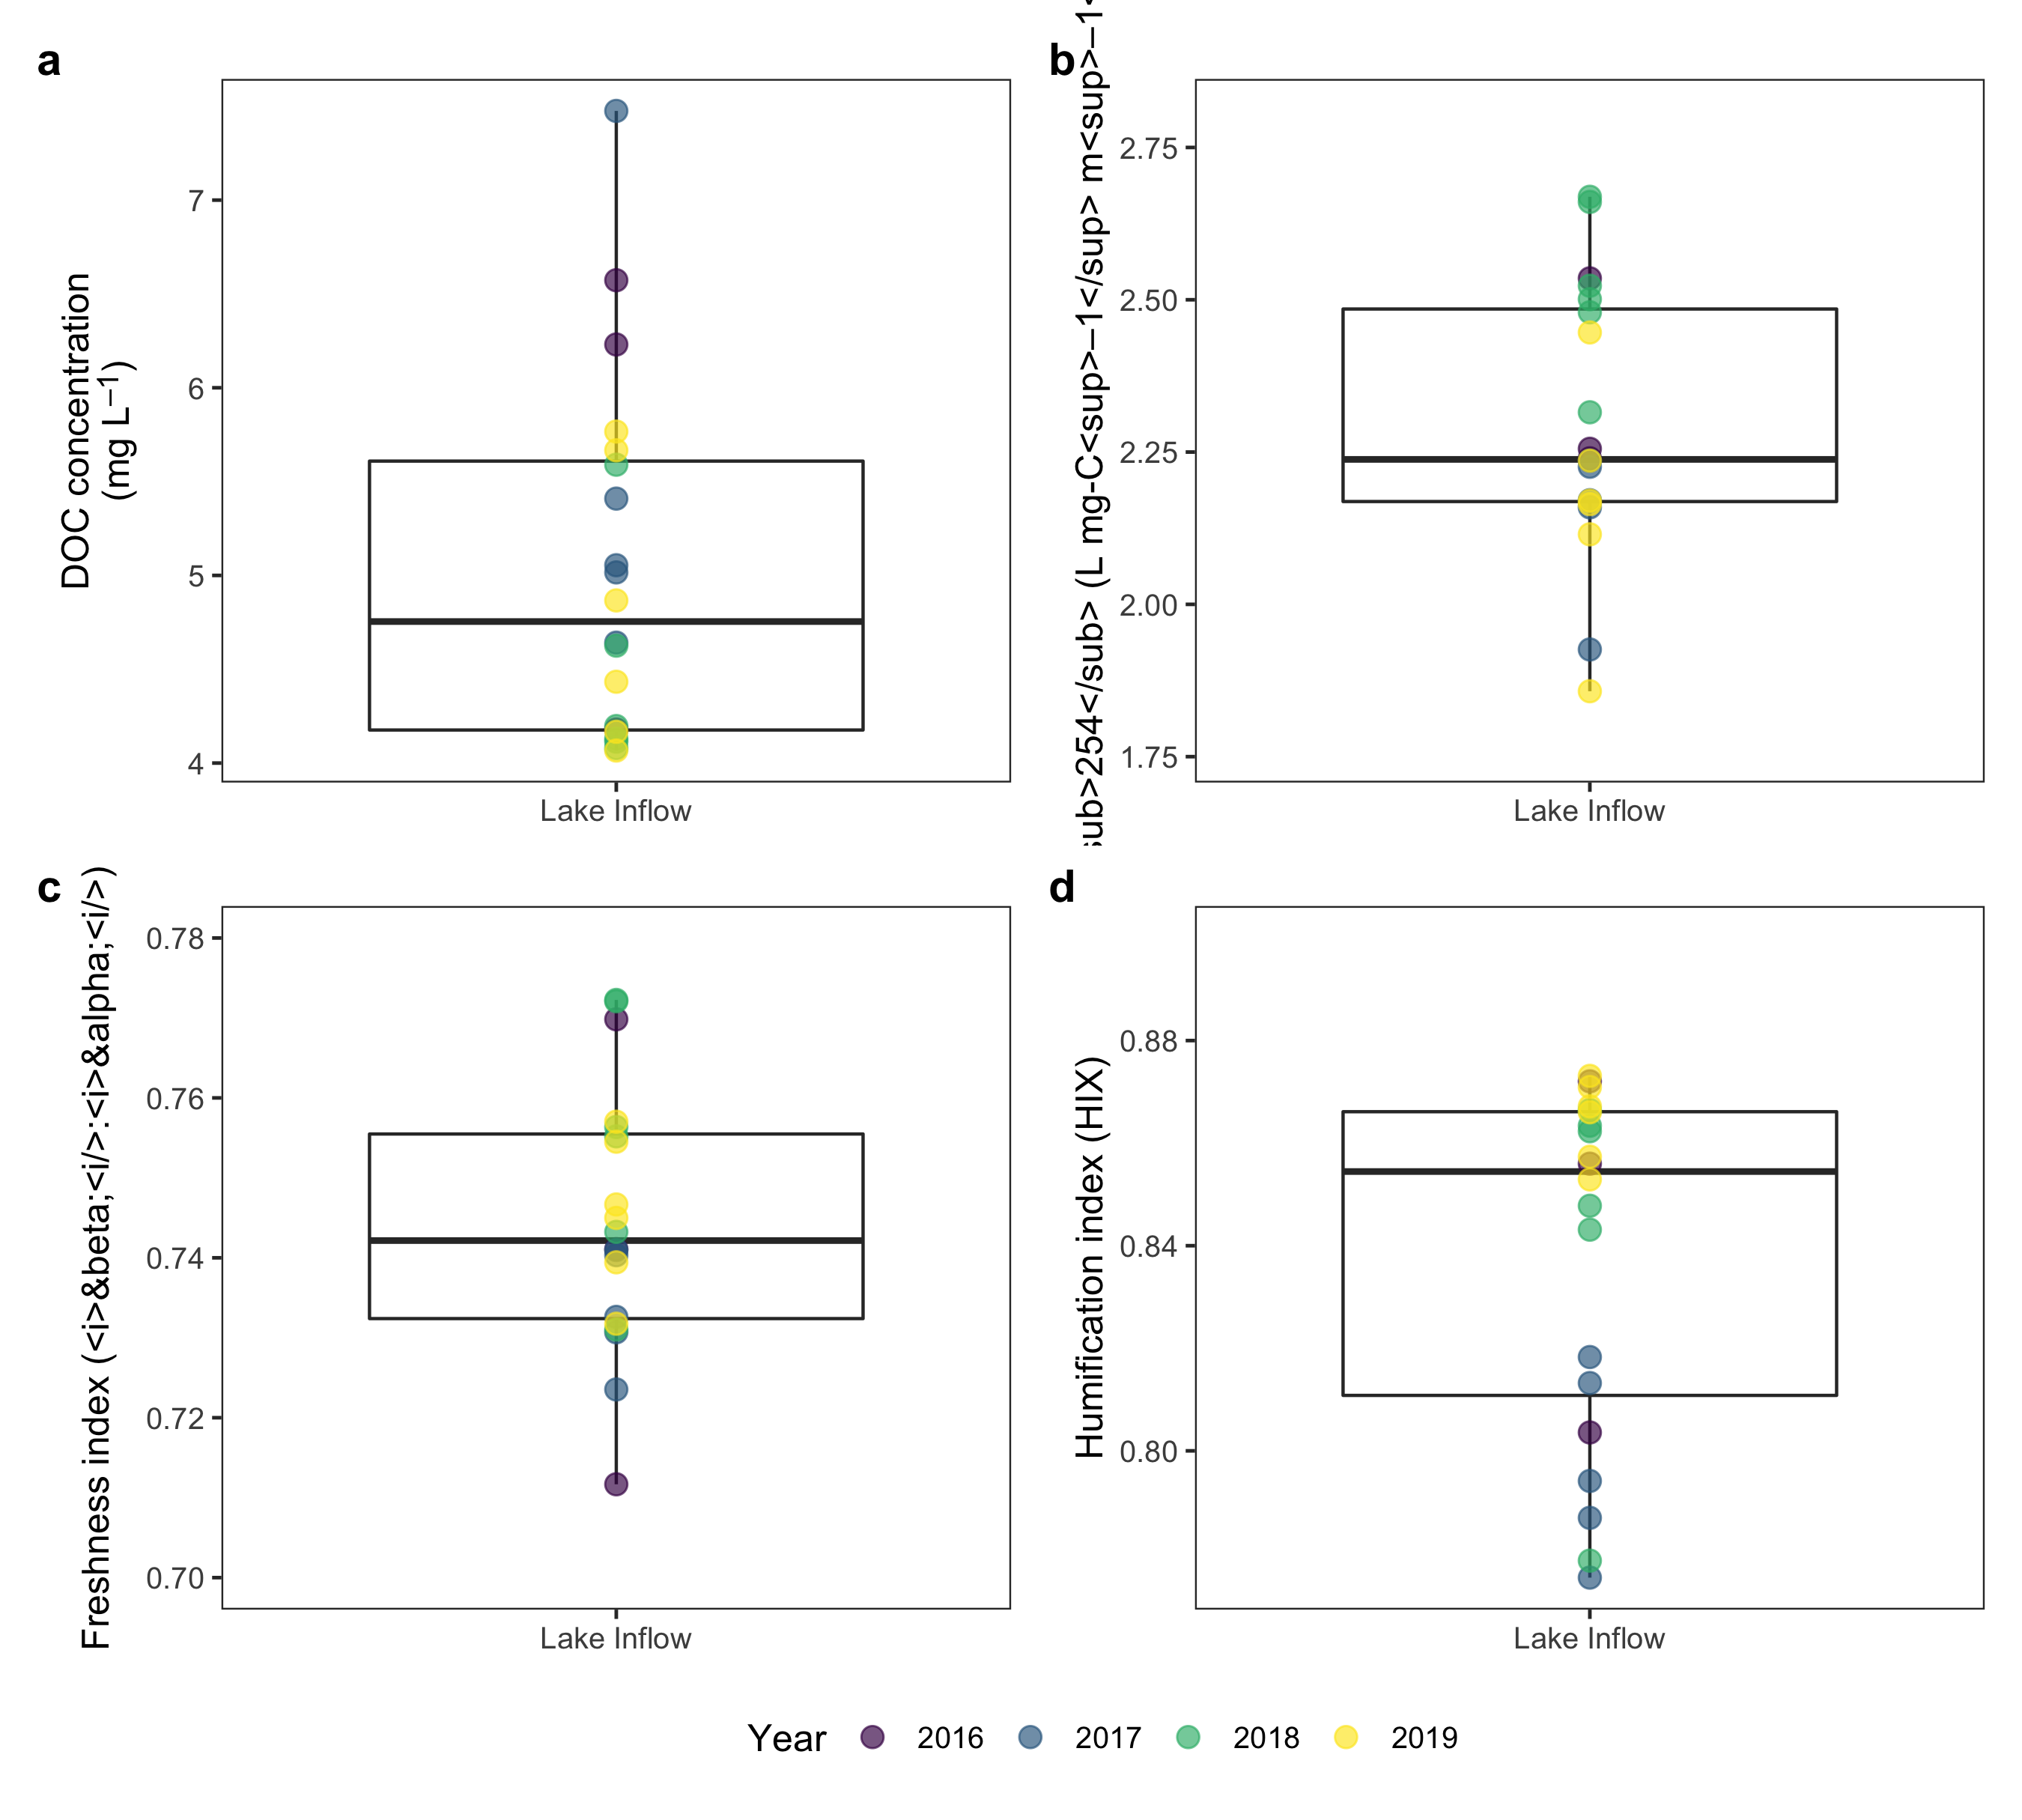 a
DOC concentration
(mg L−1)
7
6
5
4
Lake Inflow
b
sub>254</sub> (L mg-C<sup>−1</sup> m<sup>−1<
2.75
2.50
2.25
2.00
1.75
Lake Inflow
c
Freshness index (<i>&beta;<i/>:<i>&alpha;<i/>)
0.78
0.76
0.74
0.72
0.70
Lake Inflow
d
Humification index (HIX)
0.88
0.84
0.80
Lake Inflow
Year 2016 2017 2018 2019